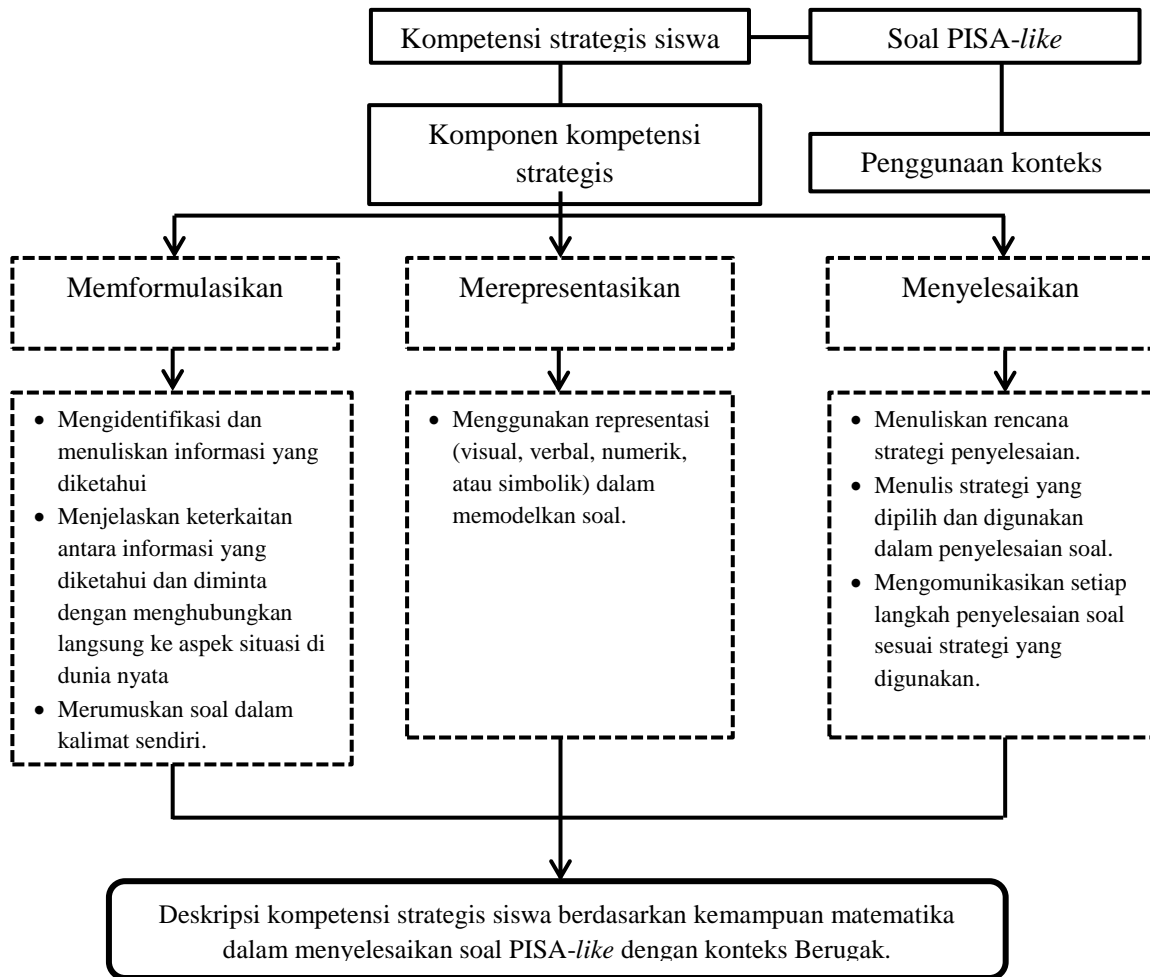 Kompetensi strategis siswa
Soal PISA-like
Komponen kompetensi
strategis
Penggunaan konteks
Memformulasikan
Merepresentasikan
Menyelesaikan
• Mengidentifikasi dan
menuliskan informasi yang
diketahui
• Menjelaskan keterkaitan
antara informasi yang
diketahui dan diminta
dengan menghubungkan
langsung ke aspek situasi di
dunia nyata
• Merumuskan soal dalam
kalimat sendiri.
• Menggunakan representasi
(visual, verbal, numerik,
atau simbolik) dalam
memodelkan soal.
• Menuliskan rencana
strategi penyelesaian.
• Menulis strategi yang
dipilih dan digunakan
dalam penyelesaian soal.
• Mengomunikasikan setiap
langkah penyelesaian soal
sesuai strategi yang
digunakan.
Deskripsi kompetensi strategis siswa berdasarkan kemampuan matematika
dalam menyelesaikan soal PISA-like dengan konteks Berugak.